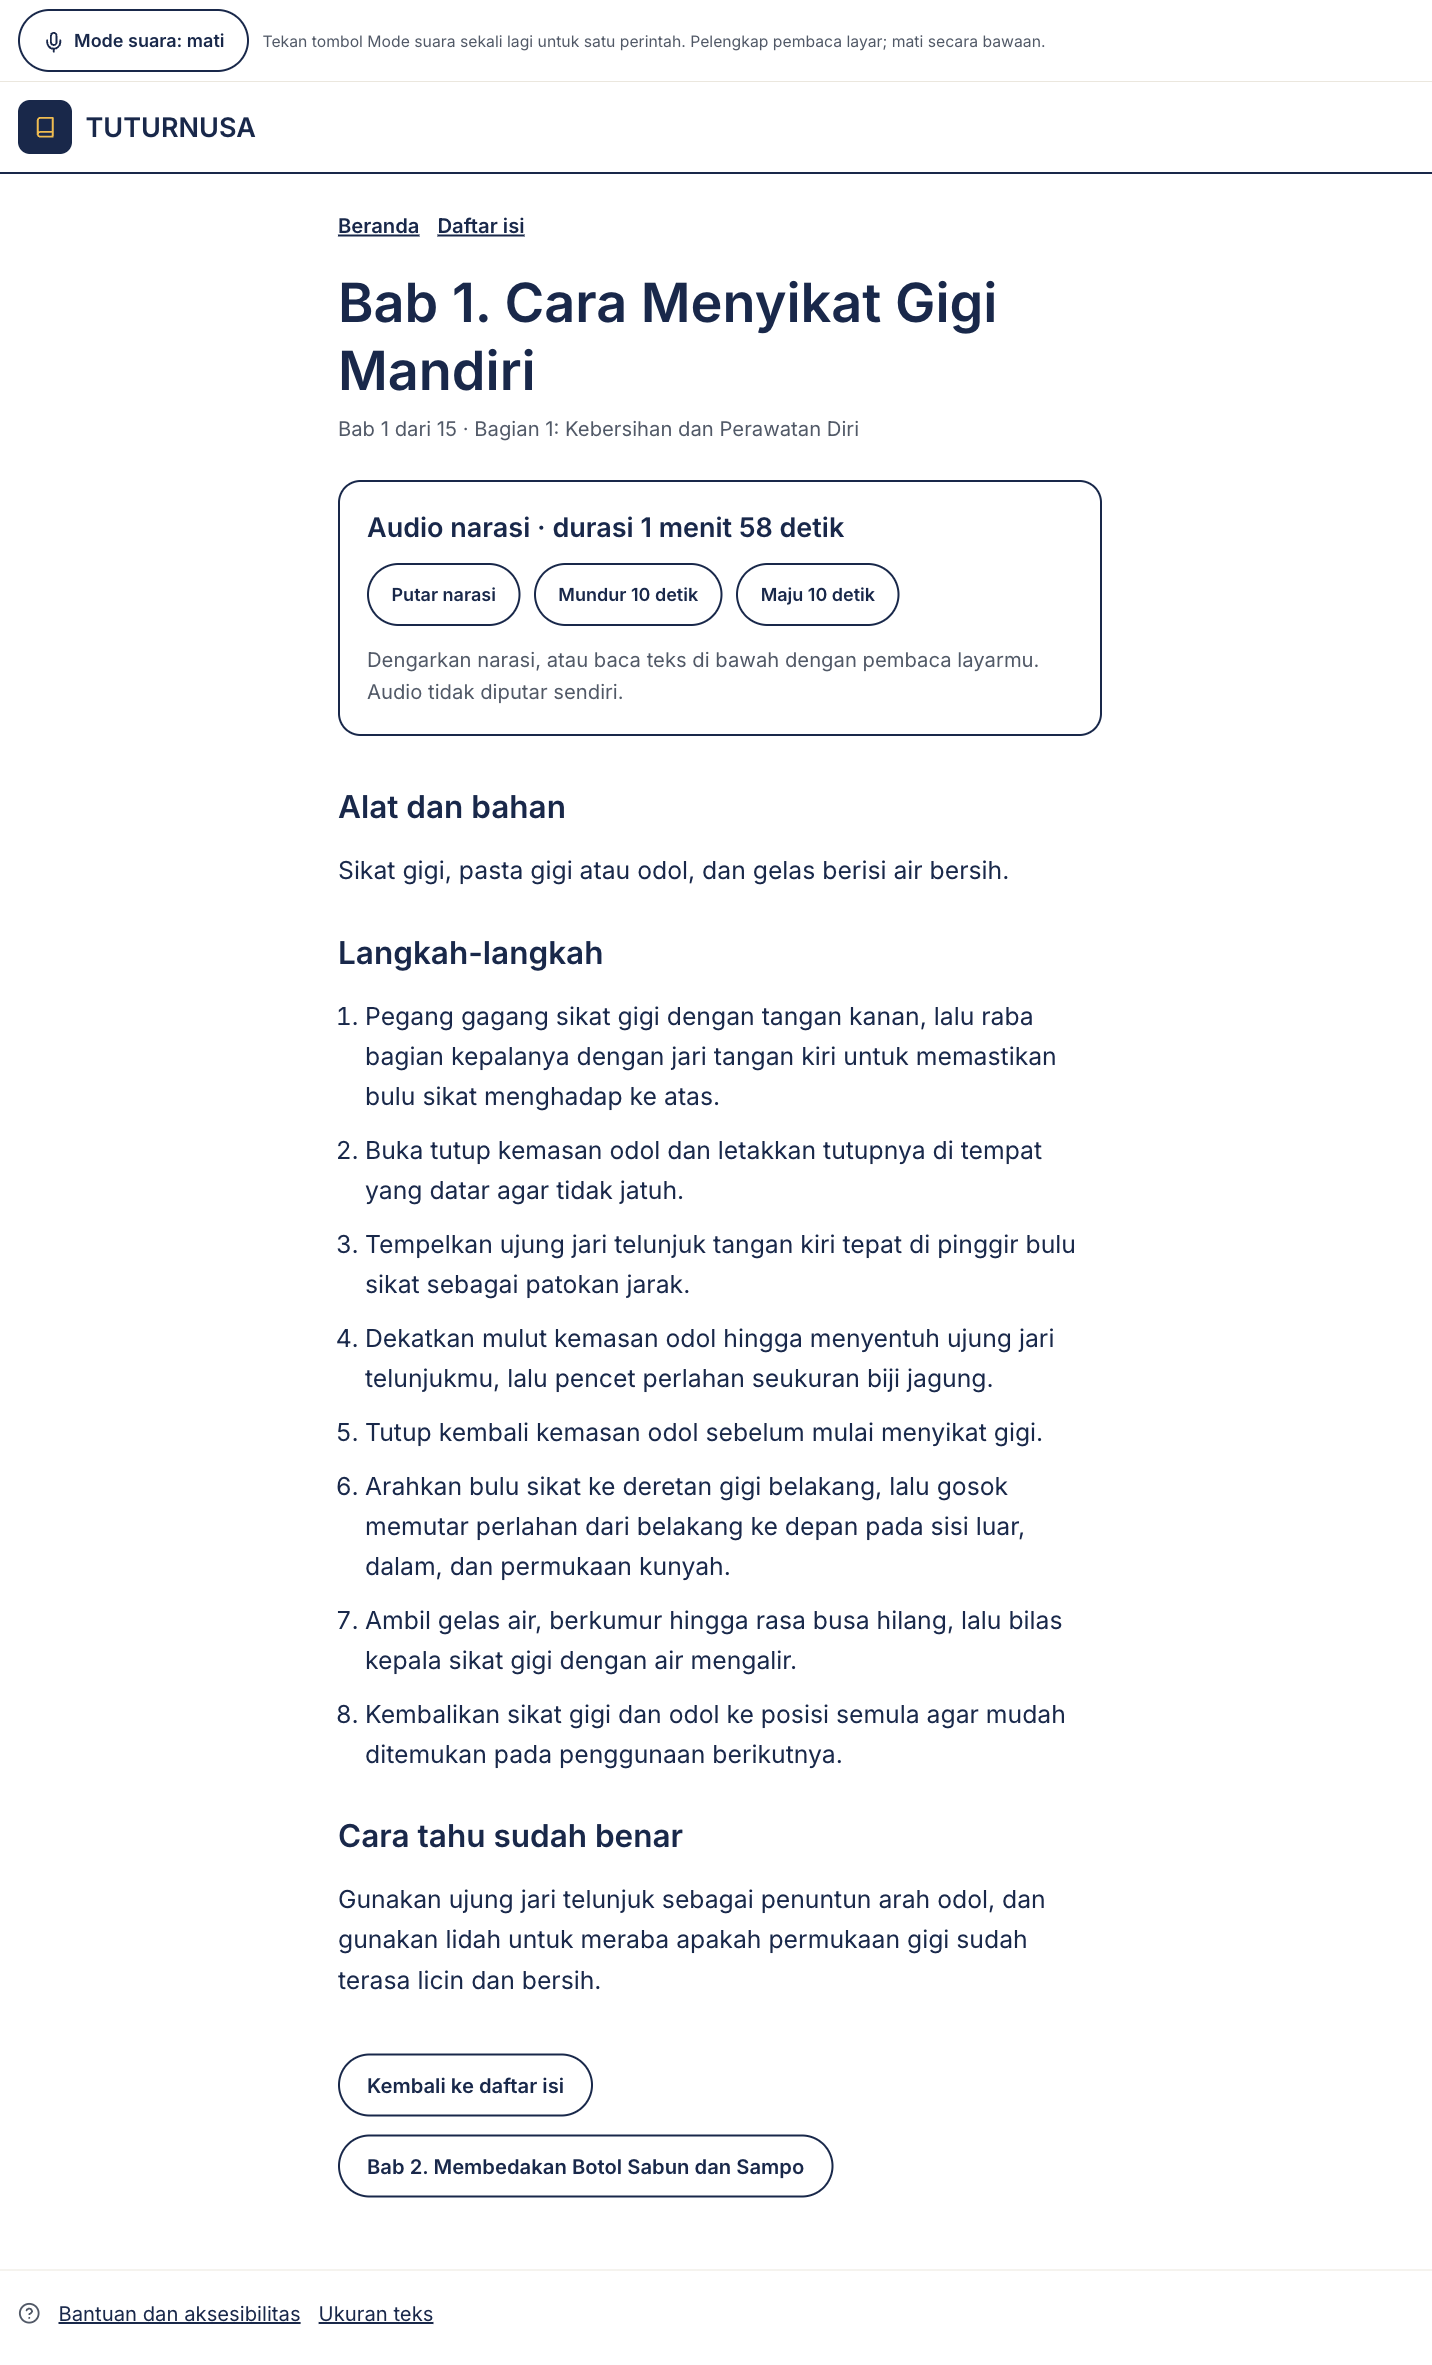 Mode suara: mati
Tekan tombol Mode suara sekali lagi untuk satu perintah. Pelengkap pembaca layar; mati secara bawaan.
TUTURNUSA
Beranda Daftar isi
Bab 1. Cara Menyikat Gigi
Mandiri
Bab 1 dari 15 · Bagian 1: Kebersihan dan Perawatan Diri
Audio narasi · durasi 1 menit 58 detik
Putar narasi Mundur 10 detik Maju 10 detik
Dengarkan narasi, atau baca teks di bawah dengan pembaca layarmu.
Audio tidak diputar sendiri.
Alat dan bahan
Sikat gigi, pasta gigi atau odol, dan gelas berisi air bersih.
Langkah-langkah
1. Pegang gagang sikat gigi dengan tangan kanan, lalu raba
bagian kepalanya dengan jari tangan kiri untuk memastikan
bulu sikat menghadap ke atas.
2. Buka tutup kemasan odol dan letakkan tutupnya di tempat
yang datar agar tidak jatuh.
3. Tempelkan ujung jari telunjuk tangan kiri tepat di pinggir bulu
sikat sebagai patokan jarak.
4. Dekatkan mulut kemasan odol hingga menyentuh ujung jari
telunjukmu, lalu pencet perlahan seukuran biji jagung.
5. Tutup kembali kemasan odol sebelum mulai menyikat gigi.
6. Arahkan bulu sikat ke deretan gigi belakang, lalu gosok
memutar perlahan dari belakang ke depan pada sisi luar,
dalam, dan permukaan kunyah.
7. Ambil gelas air, berkumur hingga rasa busa hilang, lalu bilas
kepala sikat gigi dengan air mengalir.
8. Kembalikan sikat gigi dan odol ke posisi semula agar mudah
ditemukan pada penggunaan berikutnya.
Cara tahu sudah benar
Gunakan ujung jari telunjuk sebagai penuntun arah odol, dan
gunakan lidah untuk meraba apakah permukaan gigi sudah
terasa licin dan bersih.
Kembali ke daftar isi
Bab 2. Membedakan Botol Sabun dan Sampo
Bantuan dan aksesibilitas Ukuran teks